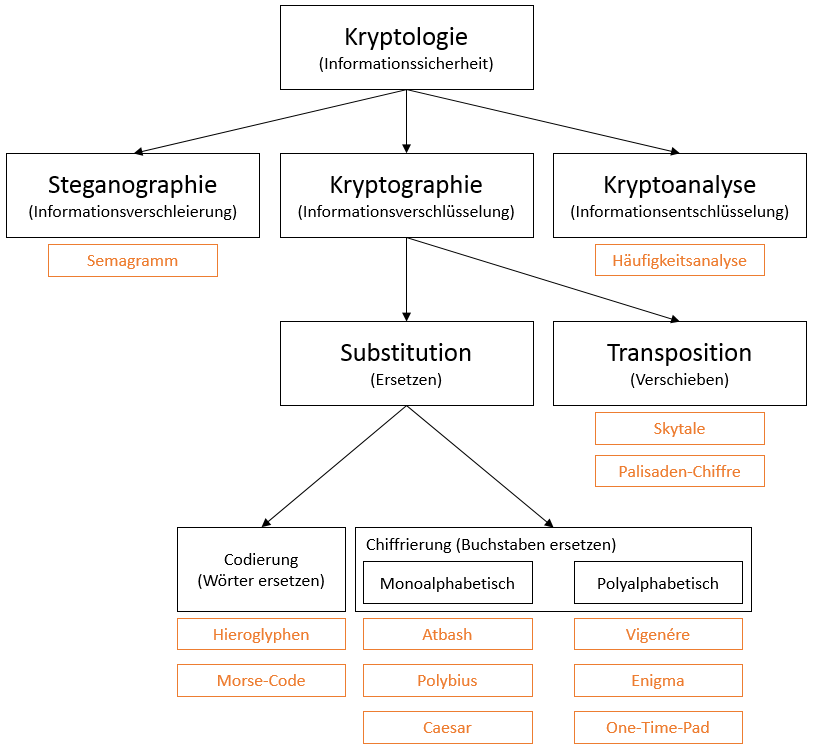 Kryptologie
(Informationssicherheit)
Steganographie
(Informationsverschleierung)
Semagramm
Kryptographie
(Informationsverschlüsselung)
Kryptoanalyse
(Informationsentschlüsselung)
Häufigkeitsanalyse
Substitution
(Ersetzen)
Transposition
(Verschieben)
Skytale
Palisaden-Chiffre
Codierung
(Wörter ersetzen)
Hieroglyphen
Morse-Code
Chiffrierung (Buchstaben ersetzen)
Monoalphabetisch
Atbash
Polybius
Caesar
Polyalphabetisch
Vigenére
Enigma
One-Time-Pad